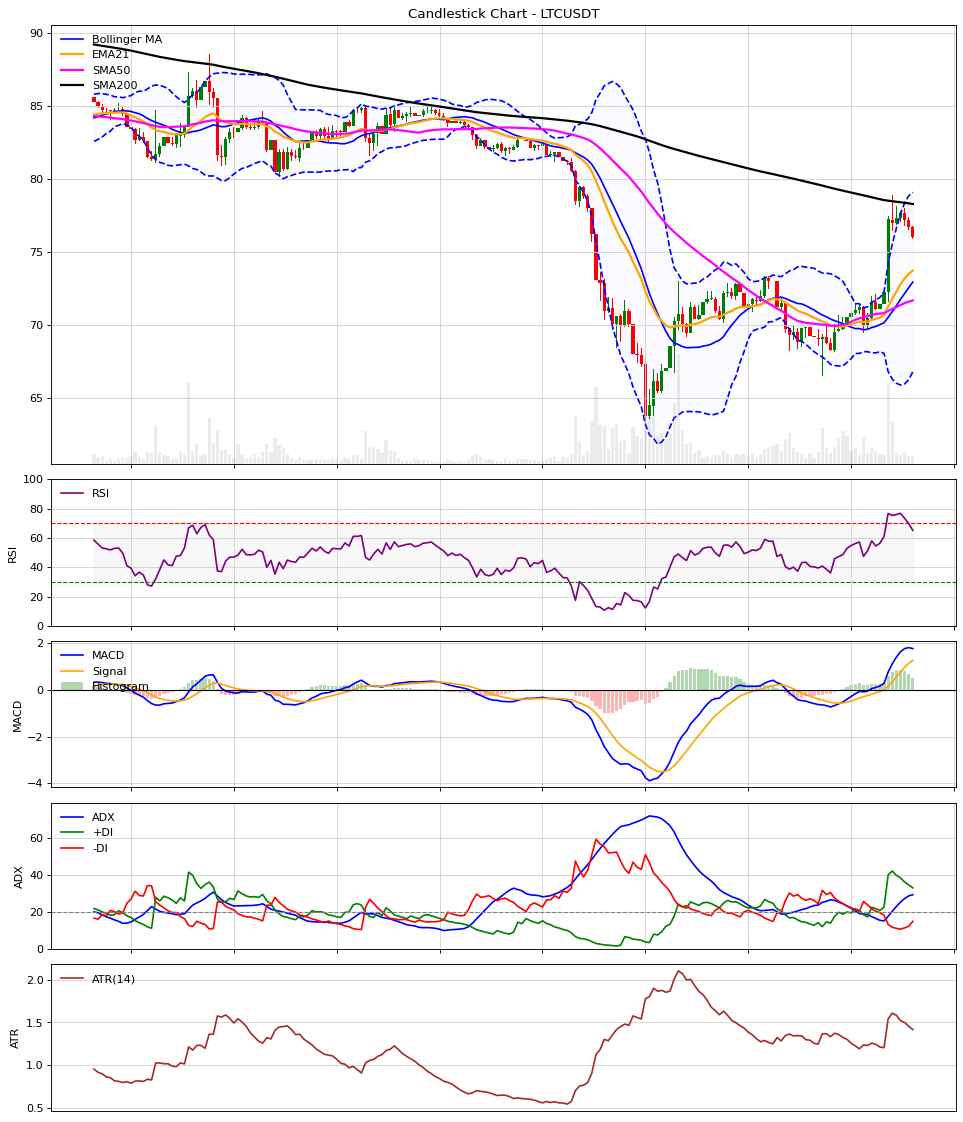 Candlestick Chart - LTCUSDT
90
85
80
75
70
65
Bollinger MA
EMA21
SMA50
SMA200
100
80
60
40
20
0
RSI
RSI
2
0
−2
−4
MACD
MACD
Signal
Histogram
60
40
20
0
ADX
ADX
+DI
-DI
2.0
1.5
1.0
0.5
ATR
ATR(14)